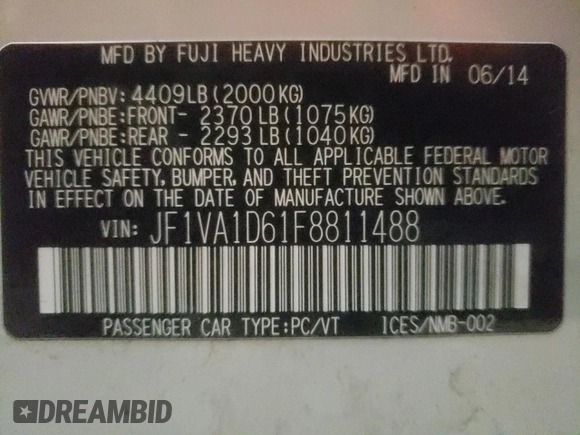 MFD BY FUJI HEAVY INDUSTRIES LTD.
MFD IN 06/14
GVWR/PNBV: 4409LB (2000KG)
GAWR/PNBE:FRONT- 2370LB (1075KG)
GAWR/PNBE:REAR - 2293LB (1040KG)
THIS VEHICLE CONFORMS TO ALL APPLICABLE FEDERAL MOTOR
VEHICLE SAFETY, BUMPER, AND THEFT PREVENTION STANDARDS
IN EFFECT ON THE DATE OF MANUFACTURE SHOWN ABOVE.
VIN: JF1VA1D61F8811488
PASSENGER CAR TYPE:PC/VT ICES/NMB-002
DREAMBID